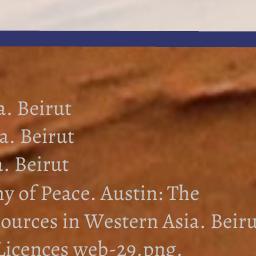 a. Beirut
a. Beirut
a. Beirut
ny of Peace. Austin: The
ources in Western Asia. Beiru
Licences web-29.png.